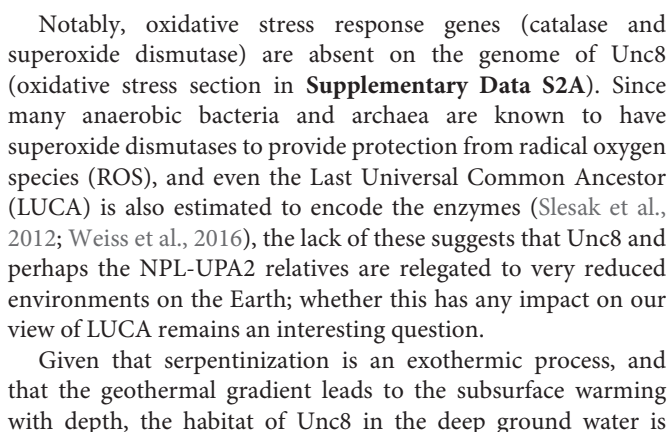 Notably, oxidative stress response genes (catalase and
superoxide dismutase) are absent on the genome of Unc8
(oxidative stress section in Supplementary Data S2A). Since
many anaerobic bacteria and archaea are known to have
superoxide dismutases to provide protection from radical oxygen
species (ROS), and even the Last Universal Common Ancestor
(LUCA) is also estimated to encode the enzymes (Slesak et al.,
2012; Weiss et al., 2016), the lack of these suggests that Unc8 and
perhaps the NPL-UPA2 relatives are relegated to very reduced
environments on the Earth; whether this has any impact on our
view of LUCA remains an interesting question.
Given that serpentinization is an exothermic process, and
that the geothermal gradient leads to the subsurface warming
with depth, the habitat of Unc8 in the deep ground water is